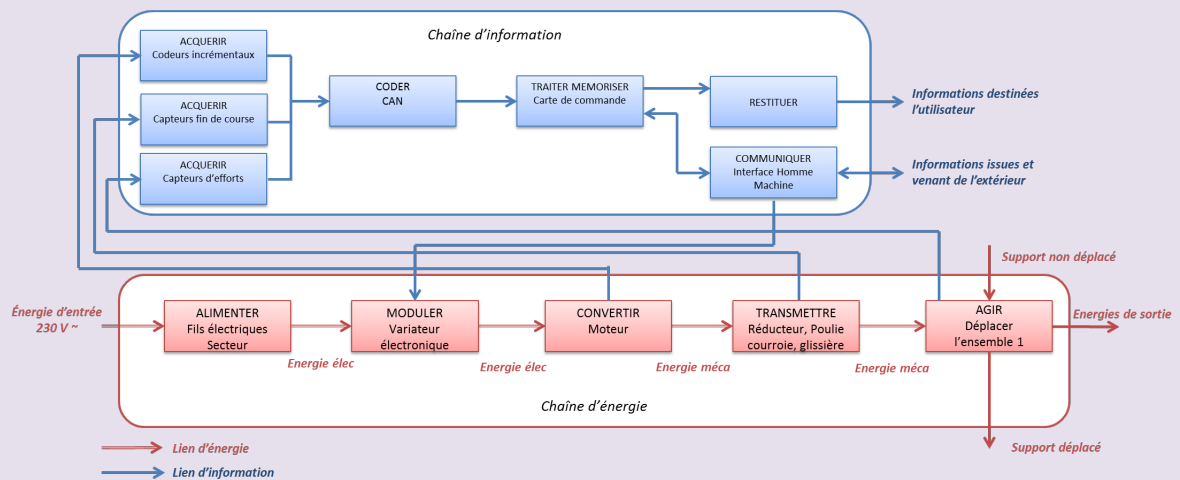 Chaîne d'information
ACQUERIR
Codeurs incrémentaux
ACQUERIR
Capteurs fin de course
ACQUERIR
Capteurs d'efforts
CODER
CAN
TRAITER MEMORISER
Carte de commande
RESTITUER
COMMUNIQUER
Interface Homme
Machine
Informations destinées
l'utilisateur
Informations issues et
venant de l'extérieur
Support non déplacé
Énergie d'entrée
230 V ~
ALIMENTER
Fils électriques
Secteur
Energie élec
MODULER
Variateur
électronique
Energie élec
CONVERTIR
Moteur
Energie méca
TRANSMETTRE
Réducteur, Poulie
courroie, glissière
Energie méca
AGIR
Déplacer
l'ensemble 1
Energies de sortie
Chaîne d'énergie
Support déplacé
Lien d'énergie
Lien d'information